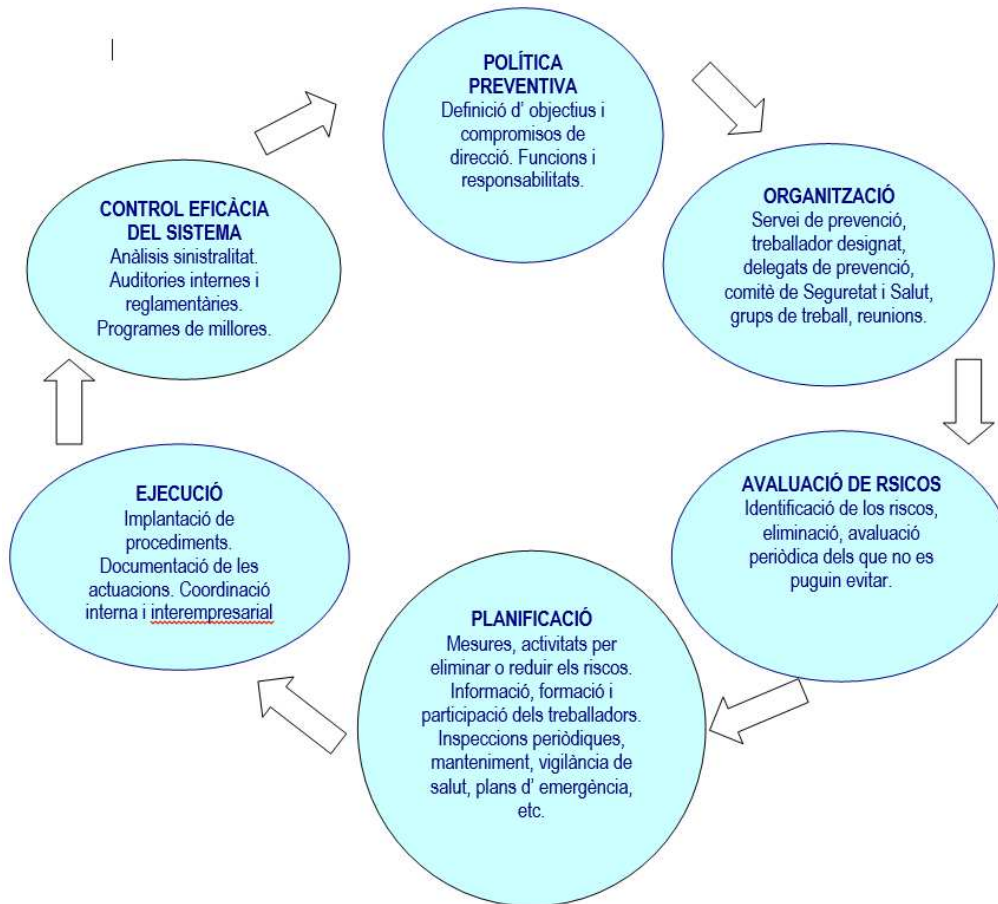 POLÍTICA
PREVENTIVA
Definició d' objectius i
compromisos de
direcció. Funcions i
responsabilitats.
ORGANITZACIÓ
Servei de prevenció,
treballador designat,
delegats de prevenció,
comitè de Seguretat i Salut,
grups de treball, reunions.
AVALUACIÓ DE RSICOS
Identificació de los riscos,
eliminació, avaluació
periòdica dels que no es
puguin evitar.
PLANIFICACIÓ
Mesures, activitats per
eliminar o reduir els riscos.
Informació, formació i
participació dels treballadors.
Inspeccions periòdiques,
manteniment, vigilància de
salut, plans d' emergència,
etc.
EJECUCIÓ
Implantació de
procediments.
Documentació de les
actuacions. Coordinació
interna i interempresarial
CONTROL EFICÀCIA
DEL SISTEMA
Anàlisis sinistralitat.
Auditories internes i
reglamentàries.
Programes de millores.